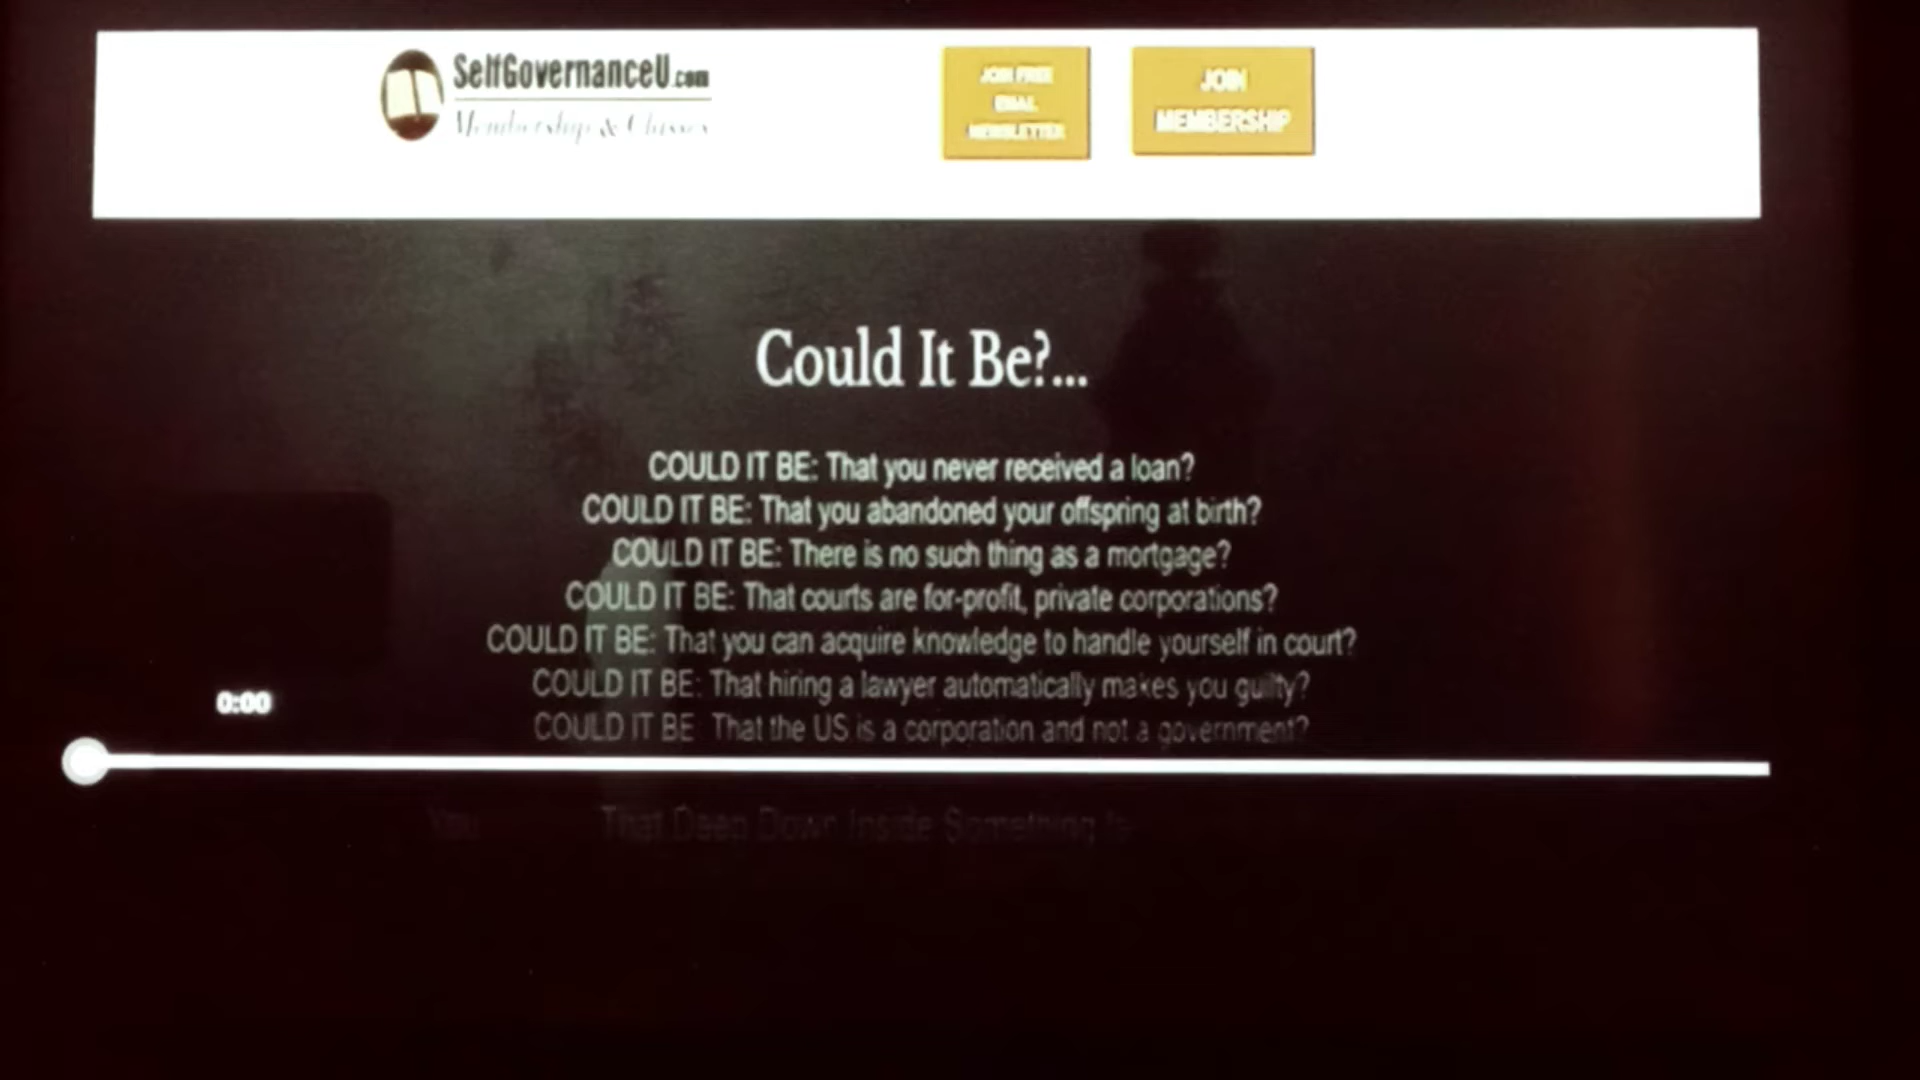 SelfGovernanceU.com
Membership & Classes
JOIN FREE
EMAIL
NEWSLETTER
JOIN
MEMBERSHIP
Could It Be?...
COULD IT BE: That you never received a loan?
COULD IT BE: That you abandoned your offspring at birth?
COULD IT BE: There is no such thing as a mortgage?
COULD IT BE: That courts are for-profit, private corporations?
COULD IT BE: That you can acquire knowledge to handle yourself in court?
COULD IT BE: That hiring a lawyer automatically makes you guilty?
COULD IT BE: That the US is a corporation and not a government?
0:00
You That Deep Down Inside Something Is